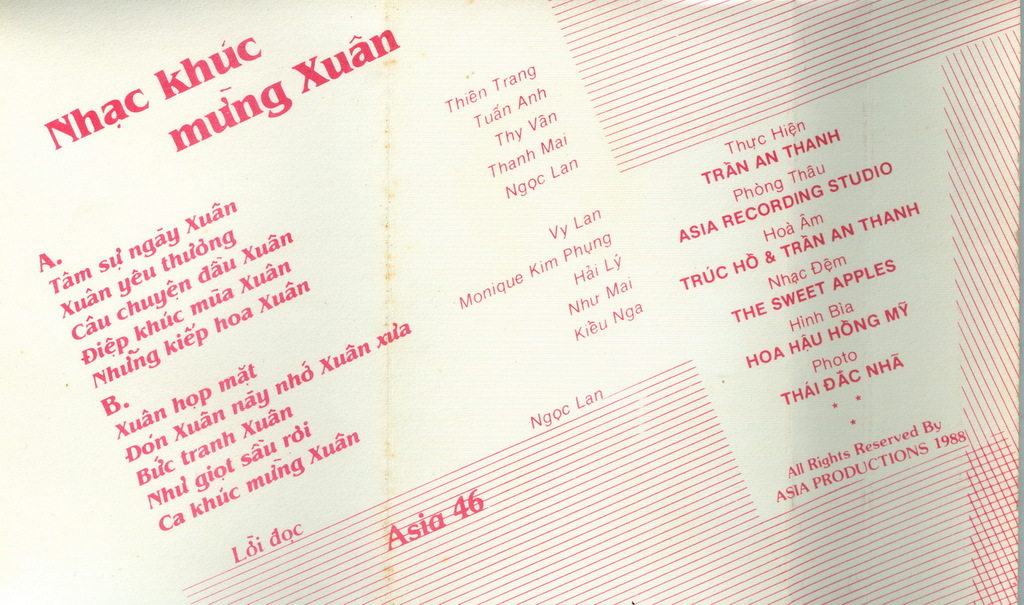 Nhạc khúc
mừng Xuân
A.
Tâm sự ngày Xuân
Xuân yêu thương
Câu chuyện đầu Xuân
Điệp khúc mùa Xuân
Những kiếp hoa Xuân
B.
Xuân họp mặt
Đón Xuân này nhớ Xuân xưa
Bức tranh Xuân
Như giọt sầu rơi
Ca khúc mừng Xuân
Lời đọc
Asia 46
Thiên Trang
Tuấn Anh
Thy Vân
Thanh Mai
Ngọc Lan
Vy Lan
Monique Kim Phụng
Hải Lý
Như Mai
Kiều Nga
Ngọc Lan
Thực Hiện
TRẦN AN THANH
Phòng Thâu
ASIA RECORDING STUDIO
Hoà Âm
TRÚC HỒ & TRẦN AN THANH
Nhạc Đệm
THE SWEET APPLES
Hình Bìa
HOA HẬU HỒNG MỸ
Photo
THÁI ĐẮC NHÃ
* *
*
All Rights Reserved By
ASIA PRODUCTIONS 1988